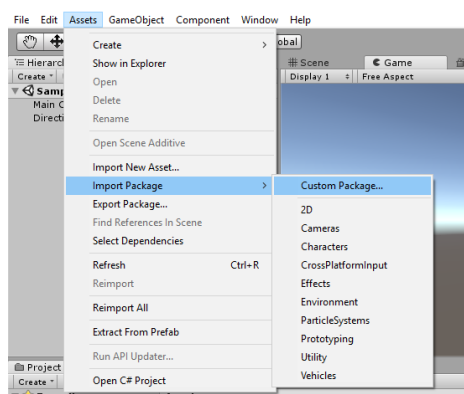 File Edit Assets GameObject Component Window Help
obal
Hierarc
Create
Samp
Main C
Directi
Create
Show in Explorer
Open
Delete
Rename
Open Scene Additive
Import New Asset...
Import Package
Export Package...
Find References In Scene
Select Dependencies
Refresh Ctrl+R
Reimport
Reimport All
Extract From Prefab
Run API Updater...
Open C# Project
Scene Game
Display 1 Free Aspect
Custom Package...
2D
Cameras
Characters
CrossPlatformInput
Effects
Environment
ParticleSystems
Prototyping
Utility
Vehicles
Project
Create